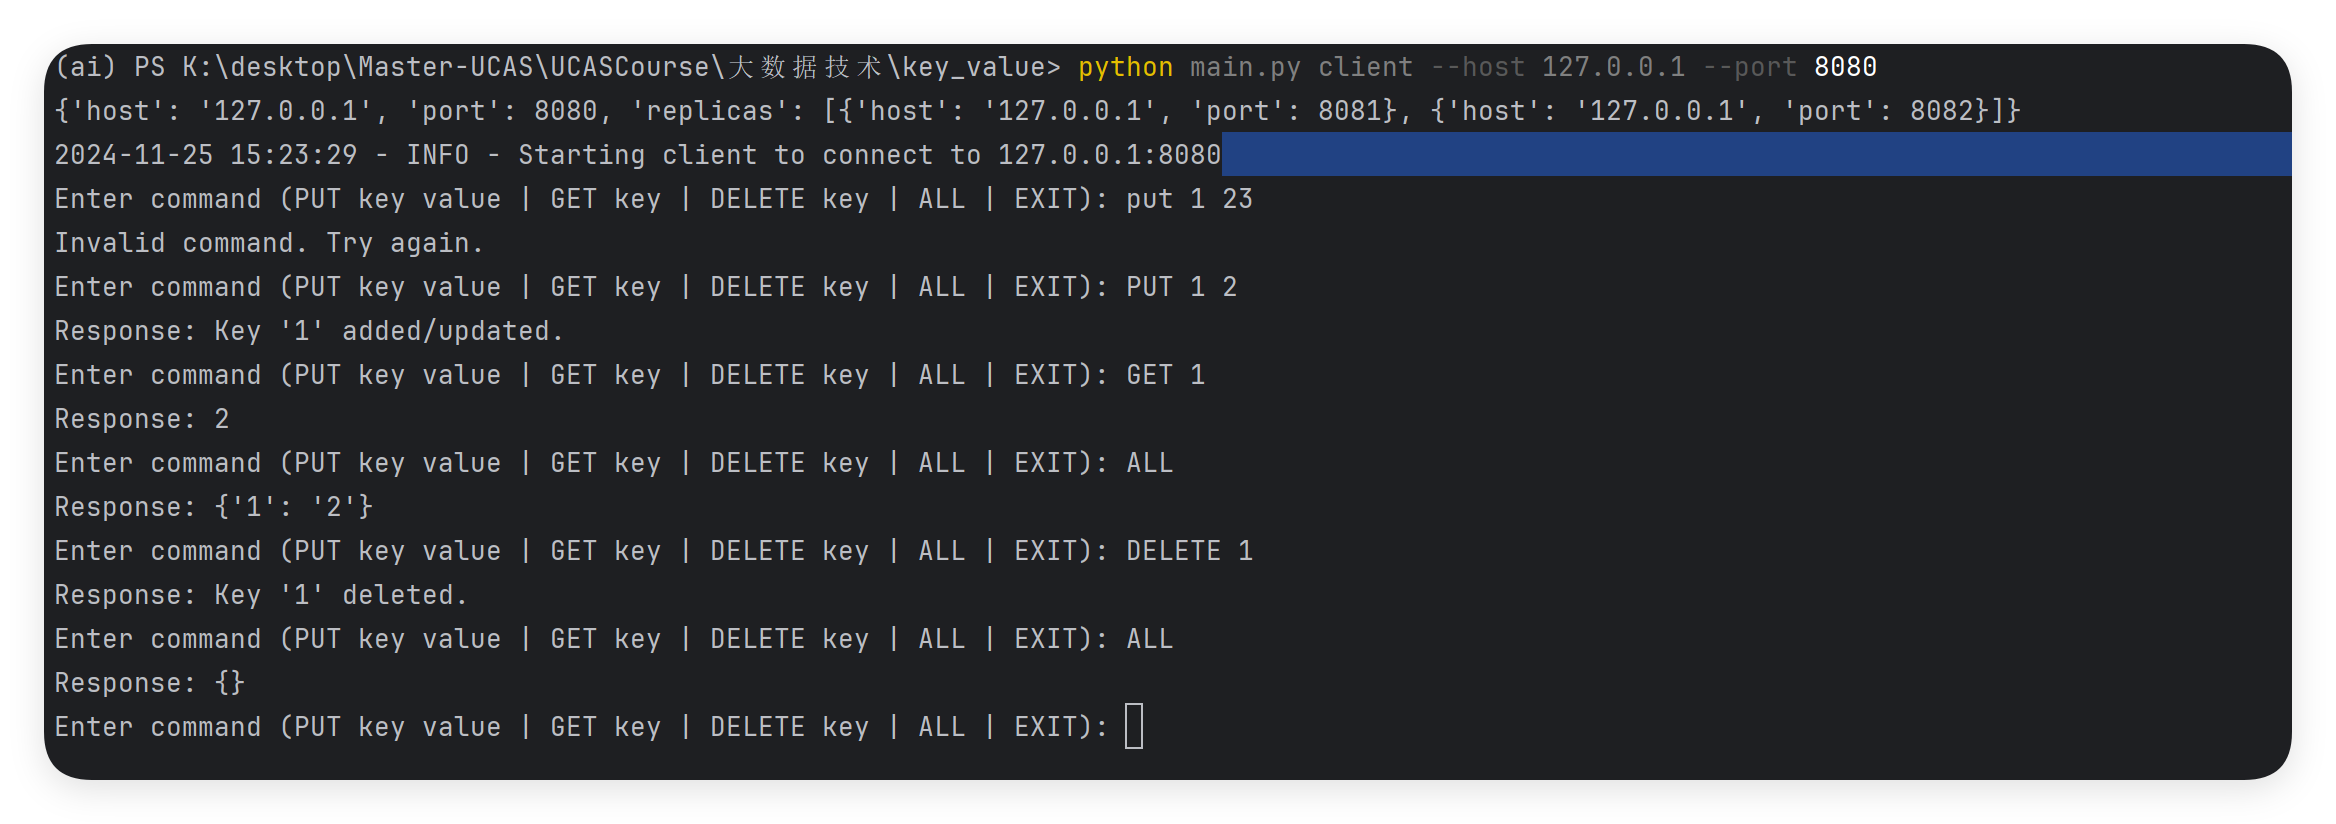 (ai) PS K:\desktop\Master-UCAS\UCASCourse\大数据技术\key_value> python main.py client --host 127.0.0.1 --port 8080
{'host': '127.0.0.1', 'port': 8080, 'replicas': [{'host': '127.0.0.1', 'port': 8081}, {'host': '127.0.0.1', 'port': 8082}]}
2024-11-25 15:23:29 - INFO - Starting client to connect to 127.0.0.1:8080
Enter command (PUT key value | GET key | DELETE key | ALL | EXIT): put 1 23
Invalid command. Try again.
Enter command (PUT key value | GET key | DELETE key | ALL | EXIT): PUT 1 2
Response: Key '1' added/updated.
Enter command (PUT key value | GET key | DELETE key | ALL | EXIT): GET 1
Response: 2
Enter command (PUT key value | GET key | DELETE key | ALL | EXIT): ALL
Response: {'1': '2'}
Enter command (PUT key value | GET key | DELETE key | ALL | EXIT): DELETE 1
Response: Key '1' deleted.
Enter command (PUT key value | GET key | DELETE key | ALL | EXIT): ALL
Response: {}
Enter command (PUT key value | GET key | DELETE key | ALL | EXIT):